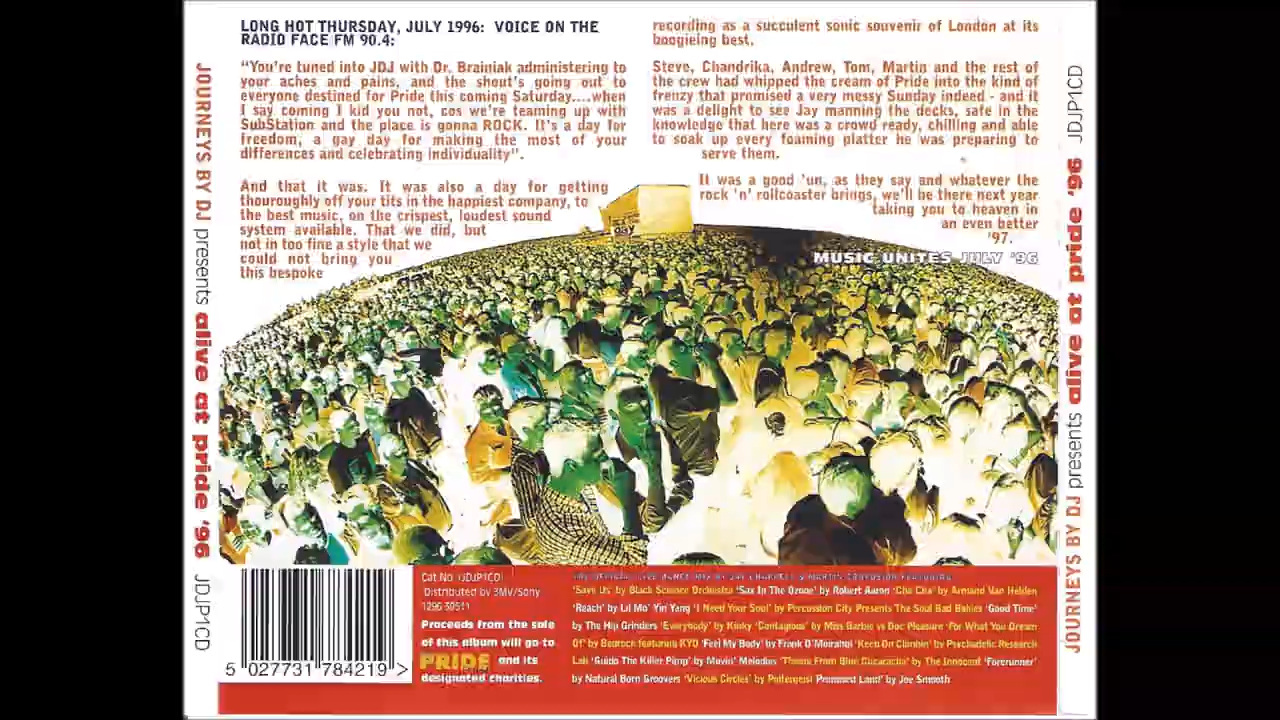 LONG HOT THURSDAY, JULY 1996: VOICE ON THE
RADIO FACE FM 90.4:
"You're tuned into JDJ with Dr. Brainiak administering to
your aches and pains, and the shout's going out to
everyone destined for Pride this coming Saturday....when
I say coming I kid you not, cos we're teaming up with
SubStation and the place is gonna ROCK. It's a day for
freedom, a gay day for making the most of your
differences and celebrating individuality".
And that it was. It was also a day for getting
thouroughly off your tits in the happiest company, to
the best music, on the crispest, loudest sound
system available. That we did, but
not in too fine a style that we
could not bring you
this bespoke
recording as a succulent sonic souvenir of London at its
boogieing best.
Steve, Chandrika, Andrew, Tom, Martin and the rest of
the crew had whipped the cream of Pride into the kind of
frenzy that promised a very messy Sunday indeed - and it
was a delight to see Jay manning the decks, safe in the
knowledge that here was a crowd ready, chilling and able
to soak up every foaming platter he was preparing to
serve them.
It was a good 'un, as they say and whatever the
rock 'n' rollcoaster brings, we'll be there next year
taking you to heaven in
an even better
'97.
MUSIC UNITES JULY '96
JOURNEYS BY DJ presents alive at pride '96 JDJP1CD
JOURNEYS BY DJ presents alive at pride '96 JDJP1CD
5 027731 784219 >
Cat No. JDJP1CD
Distributed by 3MV/Sony
Proceeds from the sale
of this album will go to
PRIDE and its
designated charities.
'Save Us' by Black Science Orchestra 'Sax In The Ozone' by Robert Aaron 'Cha Cha' by Armand Van Helden
'Reach' by Lil Mo' Yin Yang 'I Need Your Soul' by Percussion City Presents The Soul Bad Babies 'Good Time'
by The Hip Grinders 'Everybody' by Kinky 'Contagious' by Miss Barbie vs Doc Pleasure 'For What You Dream
Of' by Bedrock featuring KYO 'Feel My Body' by Frank O'Moiraghi 'Keep On Climbin' by Psychadelic Research
Lab 'Guido The Killer Pimp' by Movin' Melodies 'Theme From Blue Cucaracha' by The Innocent 'Forerunner'
by Natural Born Groovers 'Vicious Circles' by Poltergeist 'Promised Land' by Joe Smooth